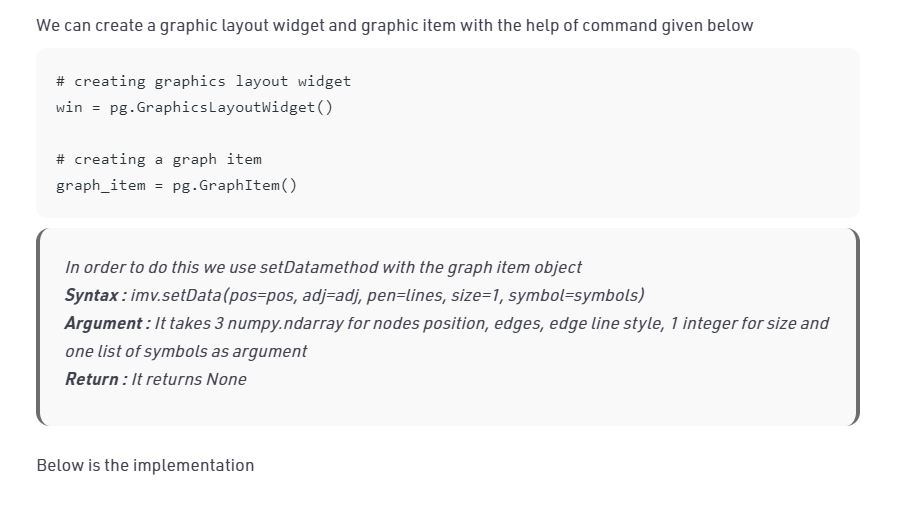 We can create a graphic layout widget and graphic item with the help of command given below
# creating graphics layout widget
win = pg.GraphicsLayoutWidget()
# creating a graph item
graph_item = pg.GraphItem()
In order to do this we use setDatamethod with the graph item object
Syntax : imv.setData(pos=pos, adj=adj, pen=lines, size=1, symbol=symbols)
Argument : It takes 3 numpy.ndarray for nodes position, edges, edge line style, 1 integer for size and
one list of symbols as argument
Return : It returns None
Below is the implementation